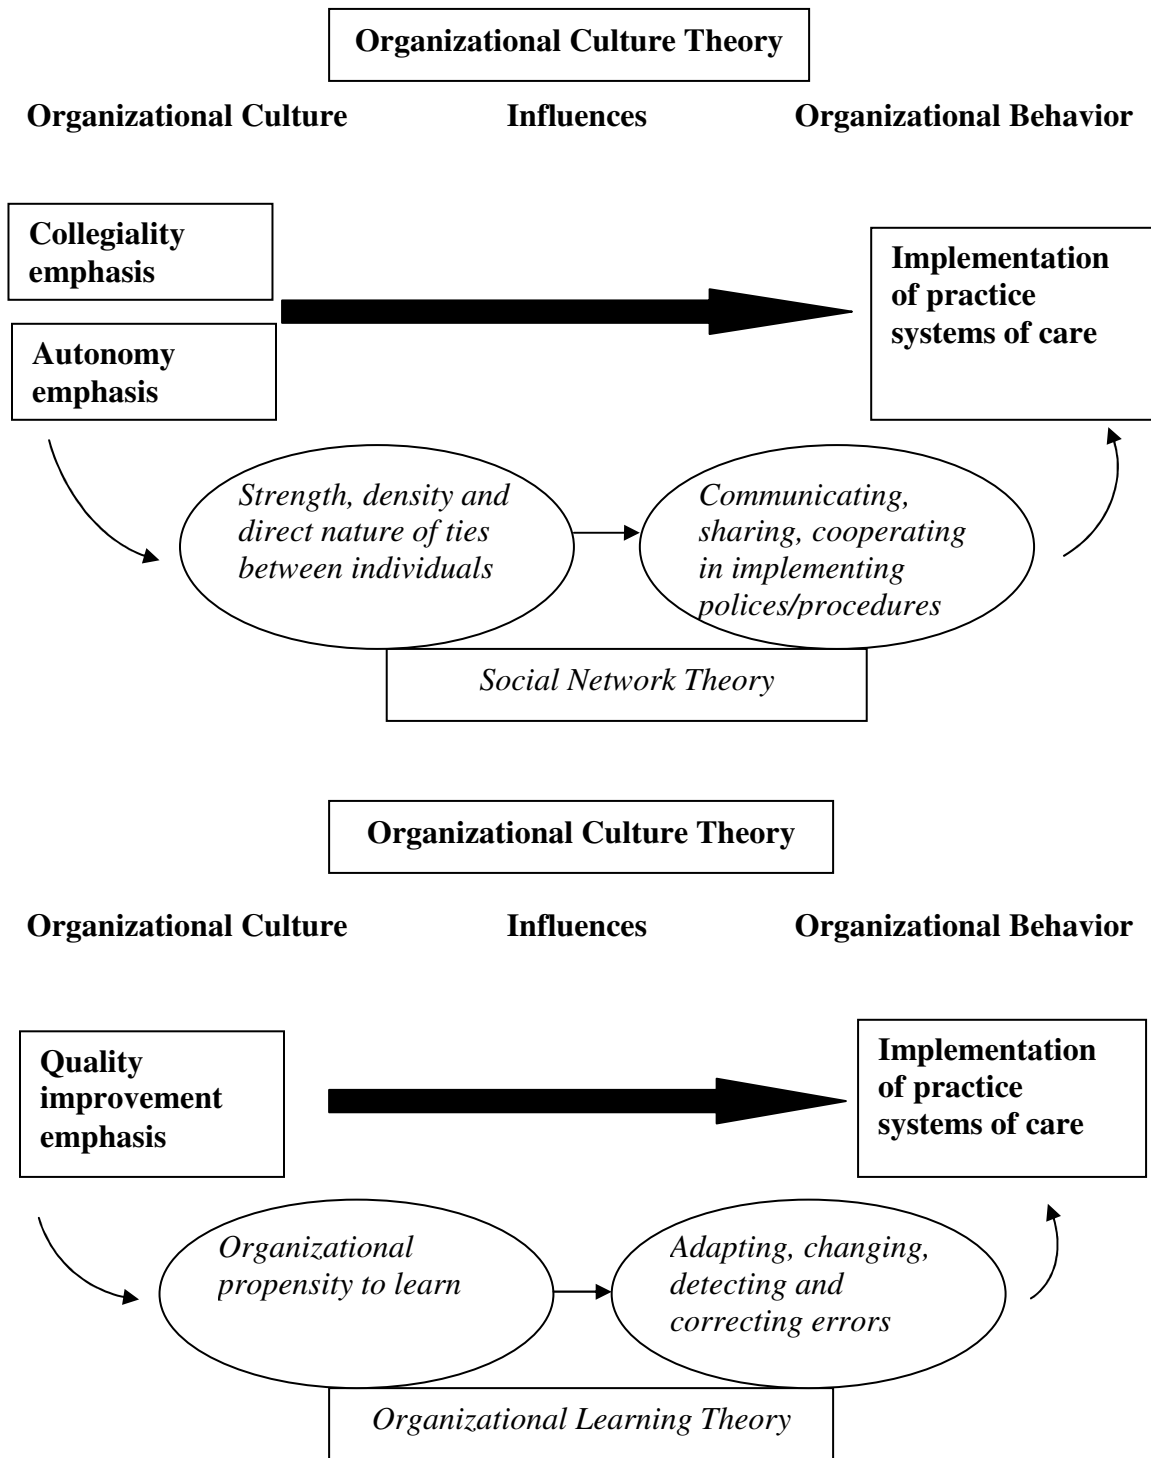 Organizational Culture Theory
Organizational Culture Influences Organizational Behavior
Collegiality
emphasis
Autonomy
emphasis
Implementation
of practice
systems of care
Strength, density and
direct nature of ties
between individuals
Communicating,
sharing, cooperating
in implementing
polices/procedures
Social Network Theory
Organizational Culture Theory
Organizational Culture Influences Organizational Behavior
Quality
improvement
emphasis
Implementation
of practice
systems of care
Organizational
propensity to learn
Adapting, changing,
detecting and
correcting errors
Organizational Learning Theory